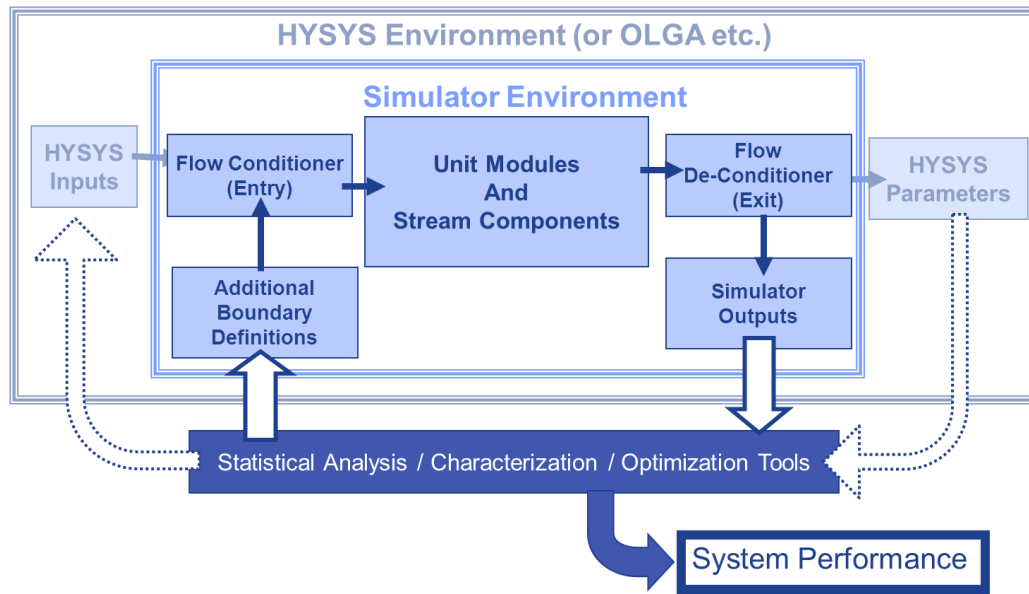 HYSYS Environment (or OLGA etc.)
Simulator Environment
HYSYS
Inputs
Flow Conditioner
(Entry)
Unit Modules
And
Stream Components
Flow
De-Conditioner
(Exit)
HYSYS
Parameters
Additional
Boundary
Definitions
Simulator
Outputs
Statistical Analysis / Characterization / Optimization Tools
System Performance